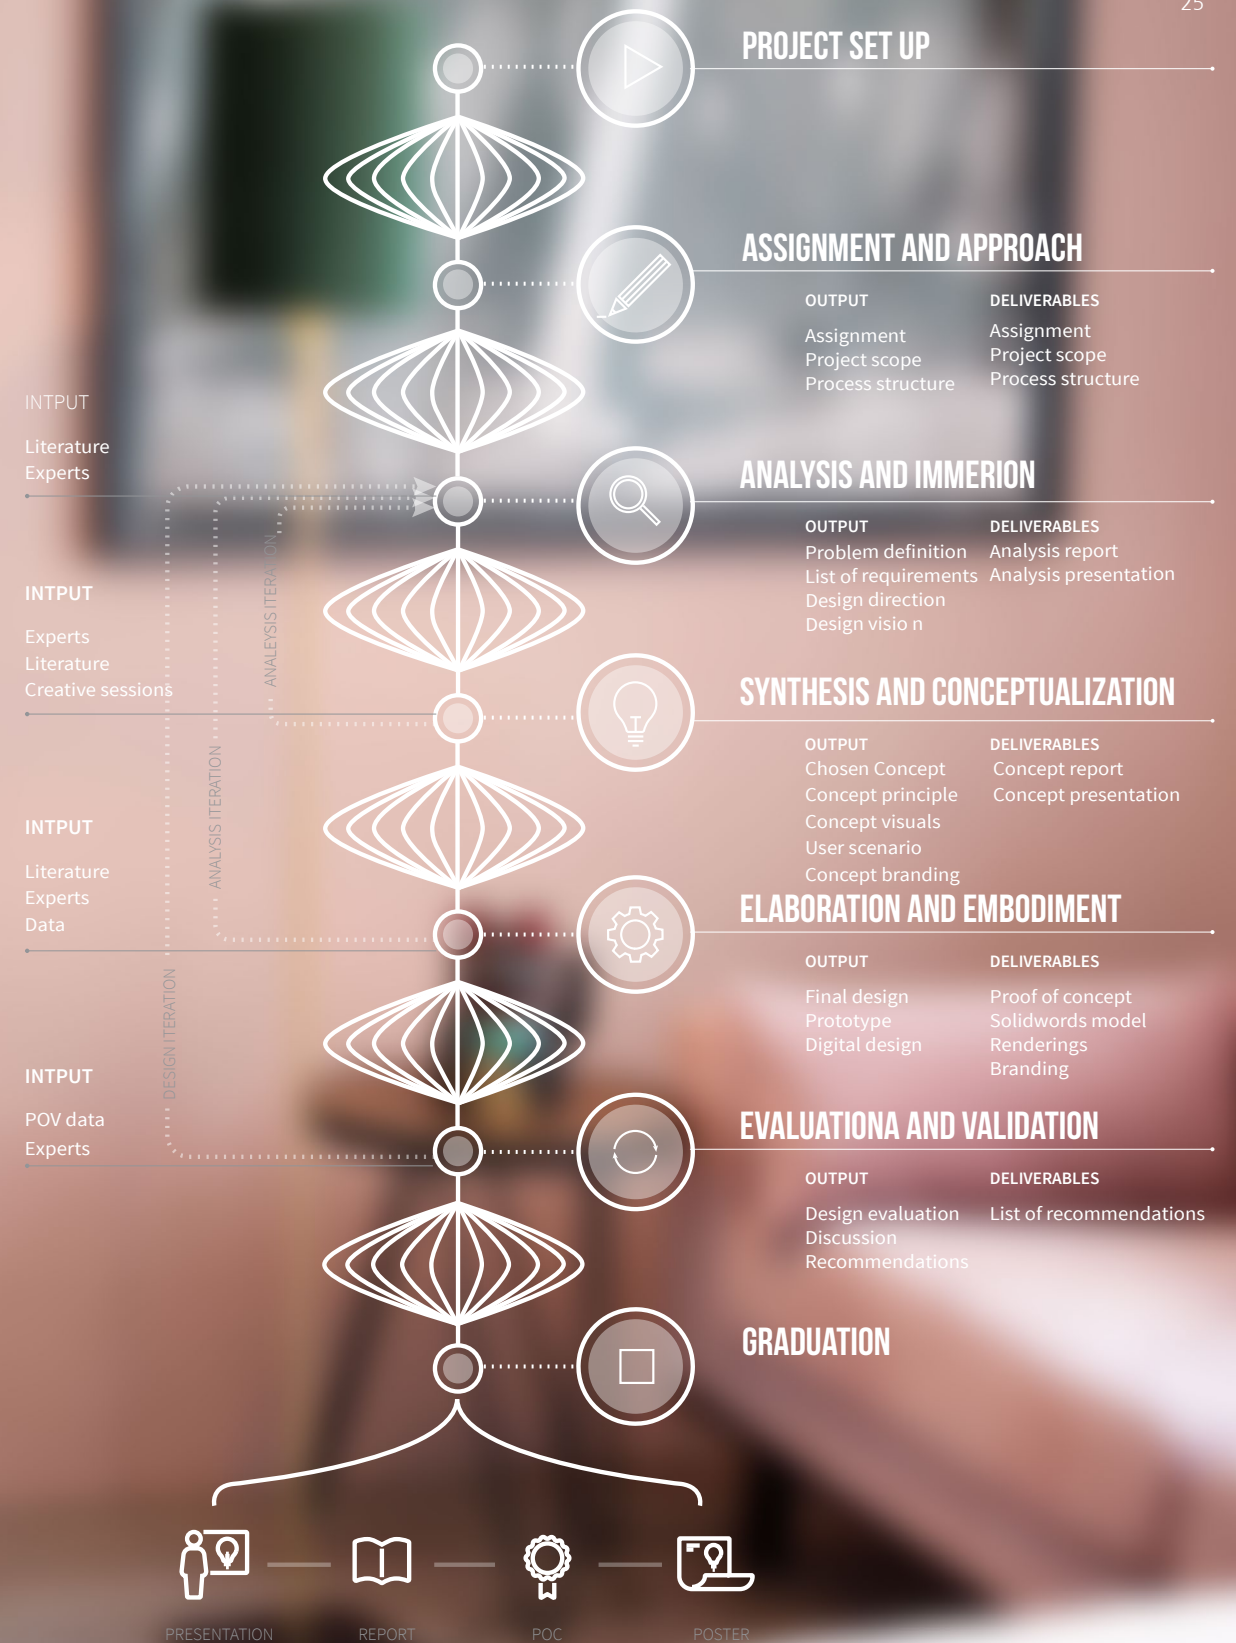 25
PROJECT SET UP
ASSIGNMENT AND APPROACH
OUTPUT
Assignment
Project scope
Process structure
DELIVERABLES
Assignment
Project scope
Process structure
INTPUT
Literature
Experts
ANALYSIS AND IMMERION
OUTPUT
Problem definition
List of requirements
Design direction
Design visio n
DELIVERABLES
Analysis report
Analysis presentation
ANALEYSIS ITERATION
INTPUT
Experts
Literature
Creative sessions
SYNTHESIS AND CONCEPTUALIZATION
OUTPUT
Chosen Concept
Concept principle
Concept visuals
User scenario
Concept branding
DELIVERABLES
Concept report
Concept presentation
ANALYSIS ITERATION
INTPUT
Literature
Experts
Data
ELABORATION AND EMBODIMENT
OUTPUT
Final design
Prototype
Digital design
DELIVERABLES
Proof of concept
Solidwords model
Renderings
Branding
DESIGN ITERATION
INTPUT
POV data
Experts
EVALUATIONA AND VALIDATION
OUTPUT
Design evaluation
Discussion
Recommendations
DELIVERABLES
List of recommendations
GRADUATION
PRESENTATION
REPORT
POC
POSTER